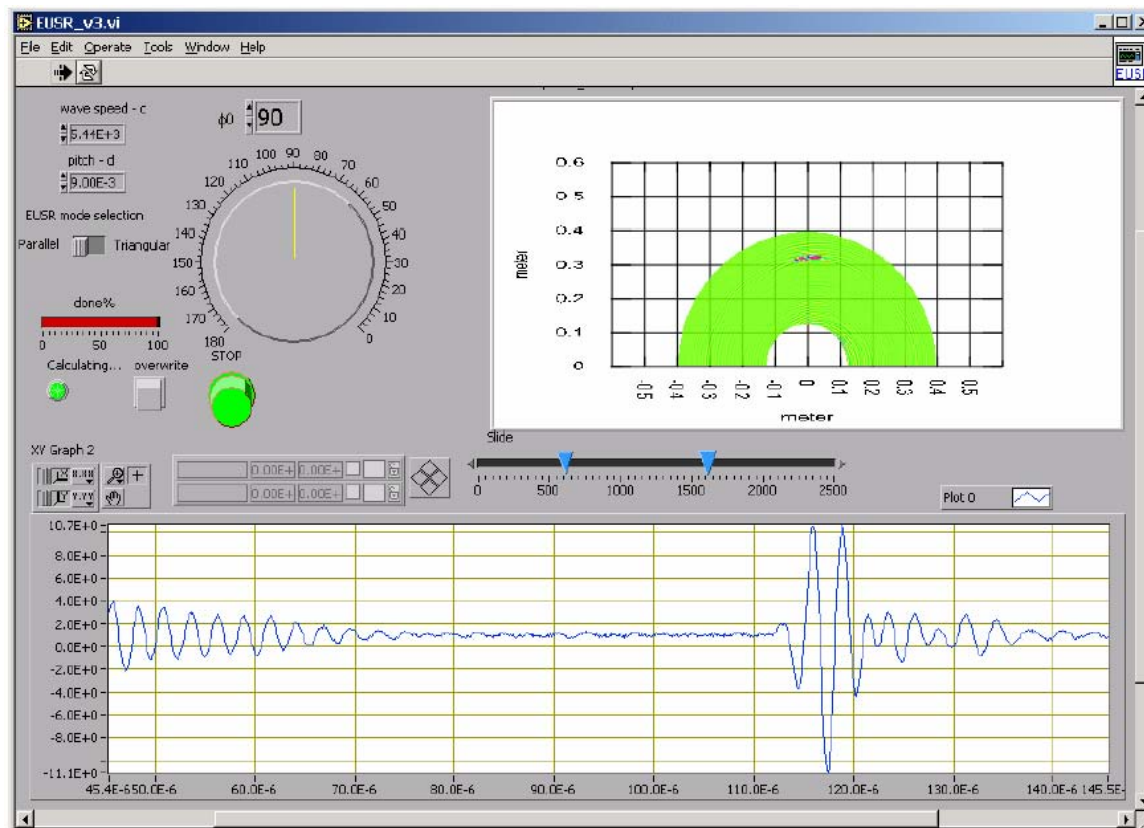 EUSR_v3.vi
File Edit Operate Tools Window Help
EUSR
wave speed - c
5.44E+3
ϕ0
90
pitch - d
9.00E-3
EUSR mode selection
Parallel
Triangular
done%
0 50 100
Calculating...
overwrite
STOP
0 10 20 30 40 50 60 70 80 90 100 110 120 130 140 150 160 170 180
meter
0.6
0.5
0.4
0.3
0.2
0.1
0
-0.5 -0.4 -0.3 -0.2 -0.1 0 0.1 0.2 0.3 0.4 0.5
meter
XY Graph 2
X.XX
Y.YY
0.00E+ 0.00E+
0.00E+ 0.00E+
Slide
0 500 1000 1500 2000 2500
Plot 0
10.7E+0
8.0E+0
6.0E+0
4.0E+0
2.0E+0
0.0E+0
-2.0E+0
-4.0E+0
-6.0E+0
-8.0E+0
-11.1E+0
45.4E-6 50.0E-6 60.0E-6 70.0E-6 80.0E-6 90.0E-6 100.0E-6 110.0E-6 120.0E-6 130.0E-6 140.0E-6 145.5E-